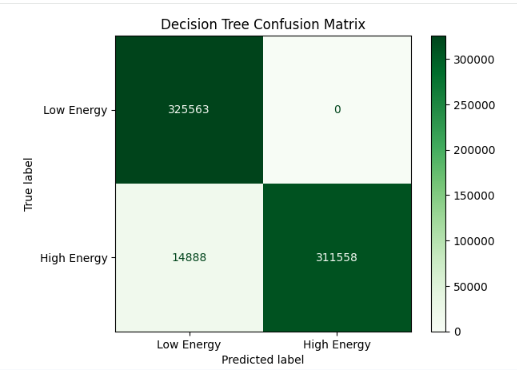 Decision Tree Confusion Matrix
True label
Low Energy
High Energy
325563
0
14888
311558
Low Energy
High Energy
Predicted label
300000
250000
200000
150000
100000
50000
0